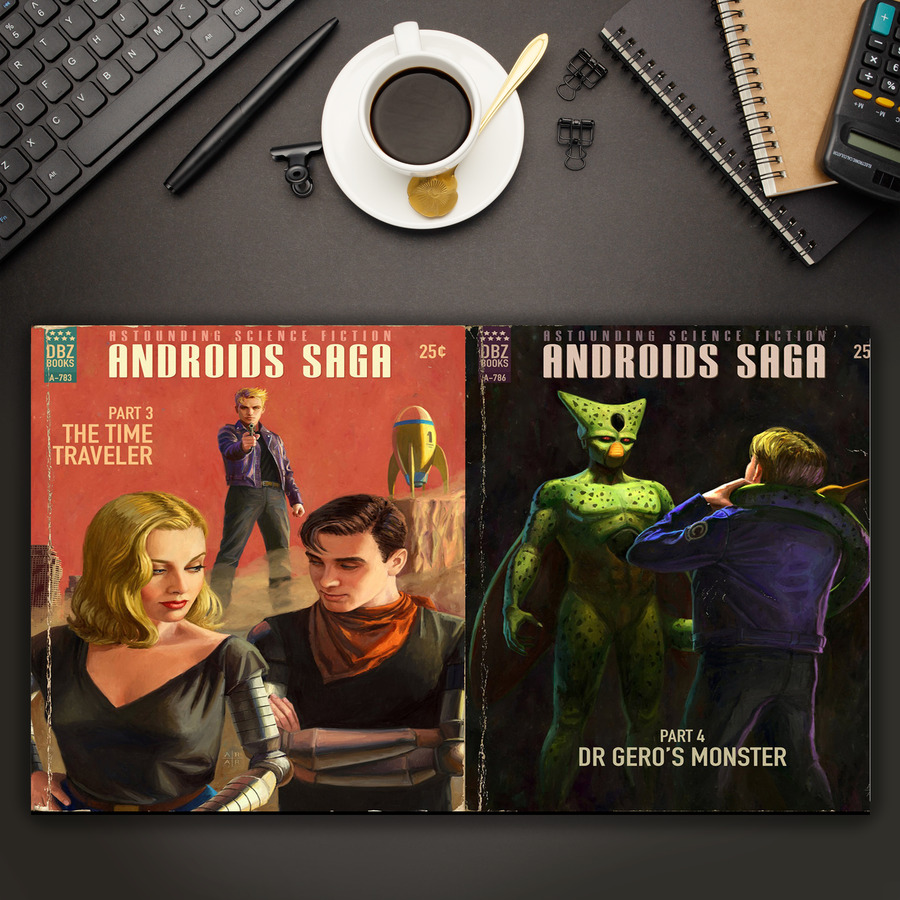 ASTOUNDING SCIENCE FICTION
ANDROIDS SAGA
DBZ
BOOKS
A-783
25¢
PART 3
THE TIME
TRAVELER
1
ASTOUNDING SCIENCE FICTION
ANDROIDS SAGA
DBZ
BOOKS
A-786
25
PART 4
DR GERO'S MONSTER